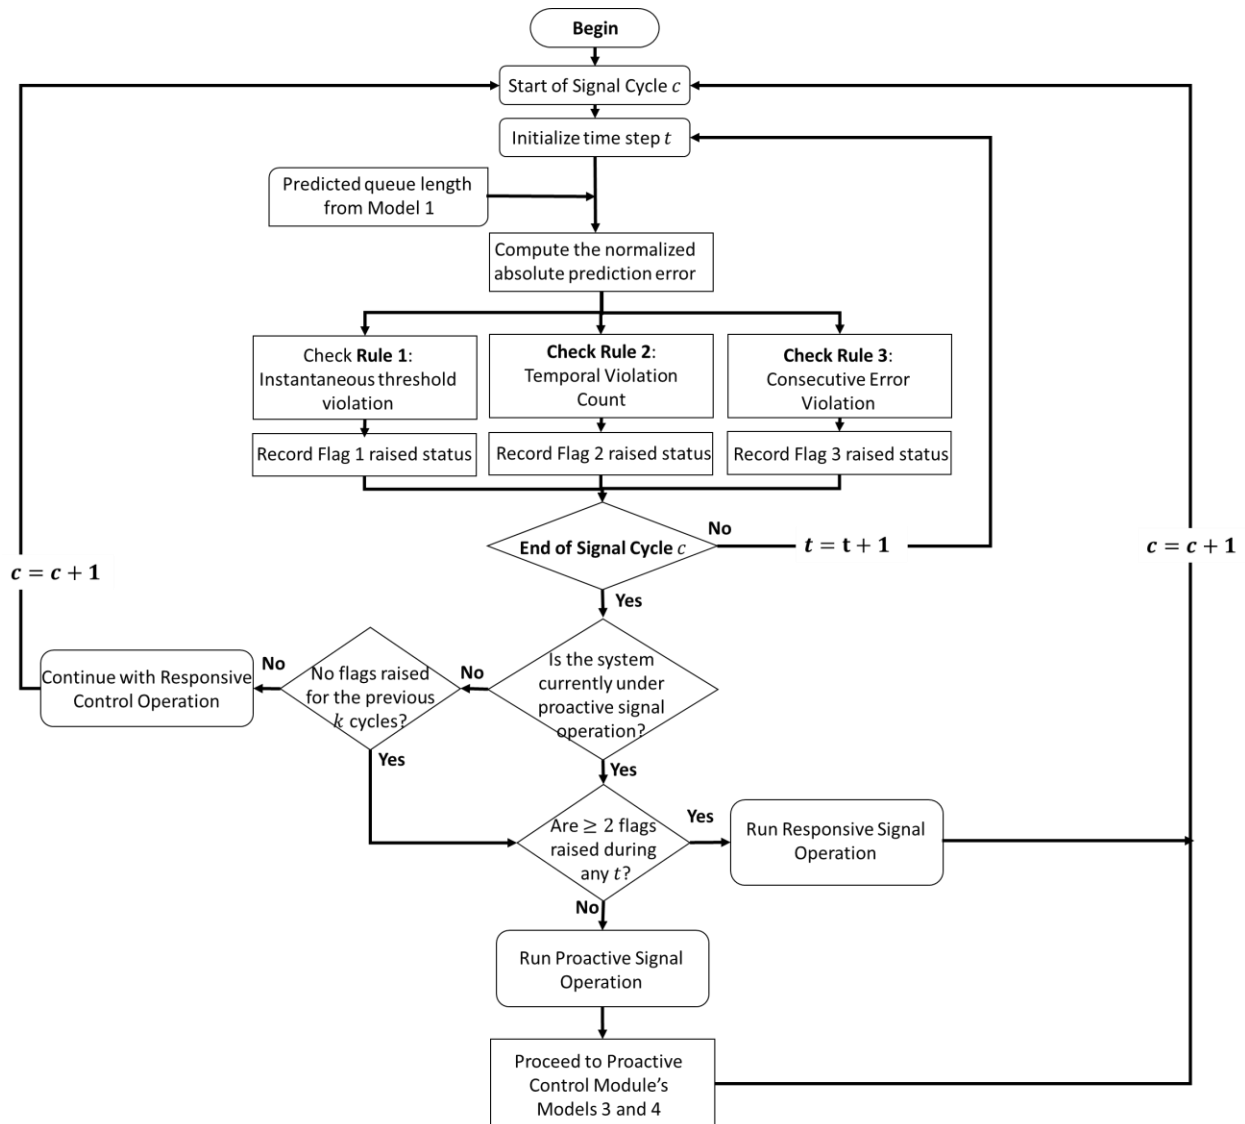 Begin
Start of Signal Cycle c
Initialize time step t
Predicted queue length
from Model 1
Compute the normalized
absolute prediction error
Check Rule 1:
Instantaneous threshold
violation
Check Rule 2:
Temporal Violation
Count
Check Rule 3:
Consecutive Error
Violation
Record Flag 1 raised status
Record Flag 2 raised status
Record Flag 3 raised status
End of Signal Cycle c
No
t = t + 1
c = c + 1
c = c + 1
Yes
Is the system
currently under
proactive signal
operation?
No
No flags raised
for the previous
k cycles?
No
Continue with Responsive
Control Operation
Yes
Yes
Are ≥ 2 flags
raised during
any t?
Yes
Run Responsive Signal
Operation
No
Run Proactive Signal
Operation
Proceed to Proactive
Control Module’s
Models 3 and 4